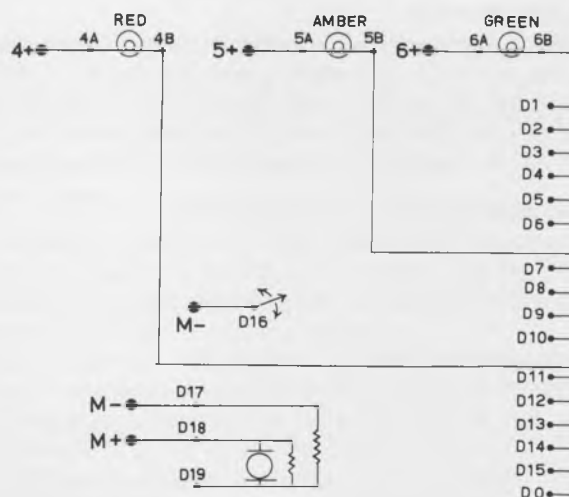 RED AMBER GREEN
4+ 4A 4B 5+ 5A 5B 6+ 6A 6B
D1
D2
D3
D4
D5
D6
D7
D8
D9
D10
M- D16
D11
M- D17
D12
M+ D18
D13
D14
D19
D15
D0